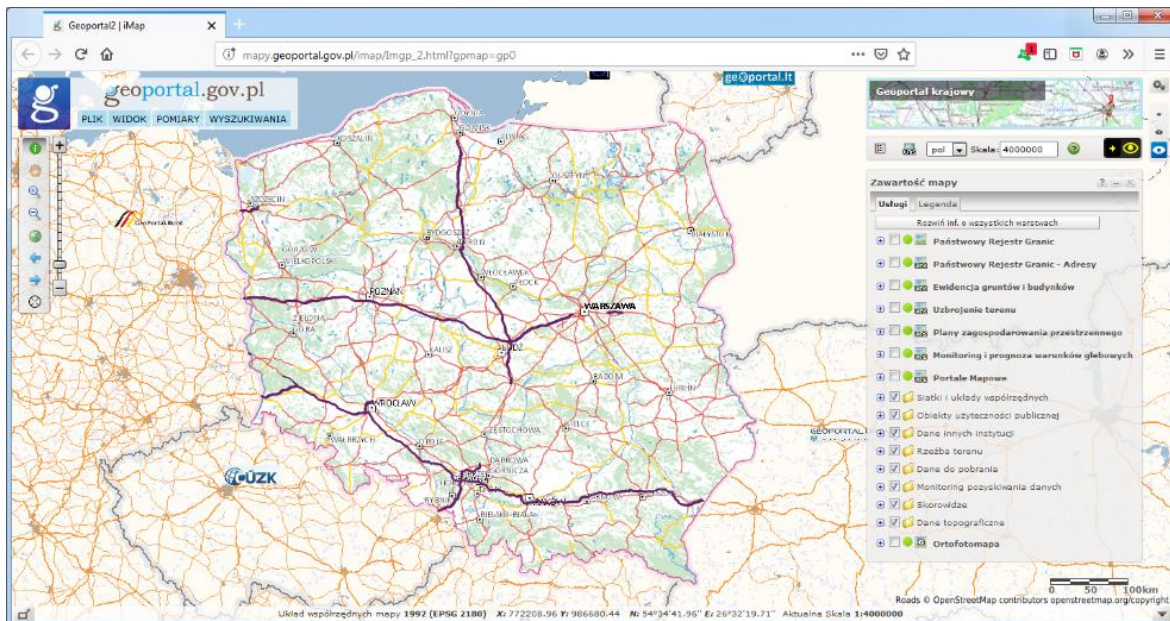 Geoportal2 | iMap
mapy.geoportal.gov.pl/imap/Imgp_2.html?gpmap=gp0
geoportal.gov.pl
PLIK WIDOK POMIARY WYSZUKIWANIA
ge@portal.lt
Geoportal krajowy
pol Skala: 4000000
Zawartość mapy
Usługi Legenda
Rozwiń inf. o wszystkich warstwach
Państwowy Rejestr Granic
Państwowy Rejestr Granic - Adresy
Ewidencja gruntów i budynków
Uzbrojenie terenu
Plany zagospodarowania przestrzennego
Monitoring i prognoza warunków glebowych
Portale Mapowe
Siatki i układy współrzędnych
Obiekty użyteczności publicznej
Dane innych instytucji
Rzeźba terenu
Dane do pobrania
Monitoring pozyskiwania danych
Skorowidze
Dane topograficzne
Ortofotomapa
KOSZALIN
OLSZTYN
SZCZECIN
GeoPortal.Bund
BYDGOSZCZ
BIAŁYSTOK
WIELKOPOLSKI
WŁOCŁAWEK
PŁOCK
POZNAŃ
WARSZAWA
ZIELONA
KALISZ
RADOM
LUBLIN
WROCŁAW
KIELCE
WAŁBRZYCH
OPOLE
CZĘSTOCHOWA
ČÚZK
DĄBROWA
GÓRNICZA
RYBNIK
BIELSKO-BIAŁA
0 50 100km
Roads © OpenStreetMap contributors openstreetmap.org/copyright
Układ współrzędnych mapy 1992 (EPSG 2180) X: 772208.96 Y: 986680.44 N: 54°34'41.96" E: 26°32'19.71" Aktualna Skala 1:4000000